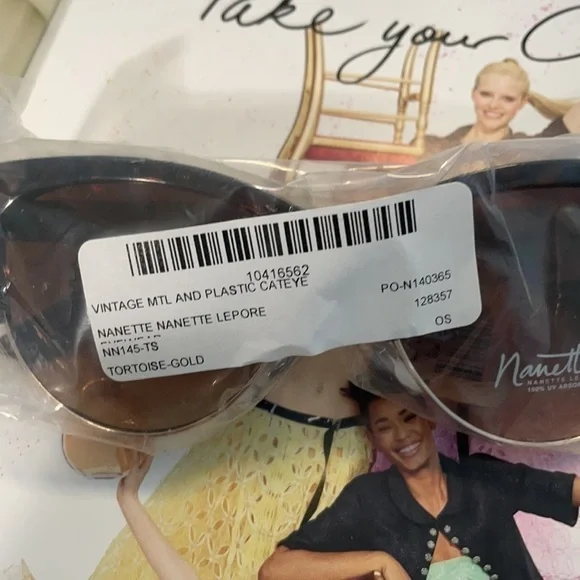 Take your
10416562
VINTAGE MTL AND PLASTIC CATEYE
PO-N140365
NANETTE NANETTE LEPORE
128357
EYEWEAR
NN145-TS
OS
TORTOISE-GOLD
Nanett
NANETTE LE
100% UV ABSOR